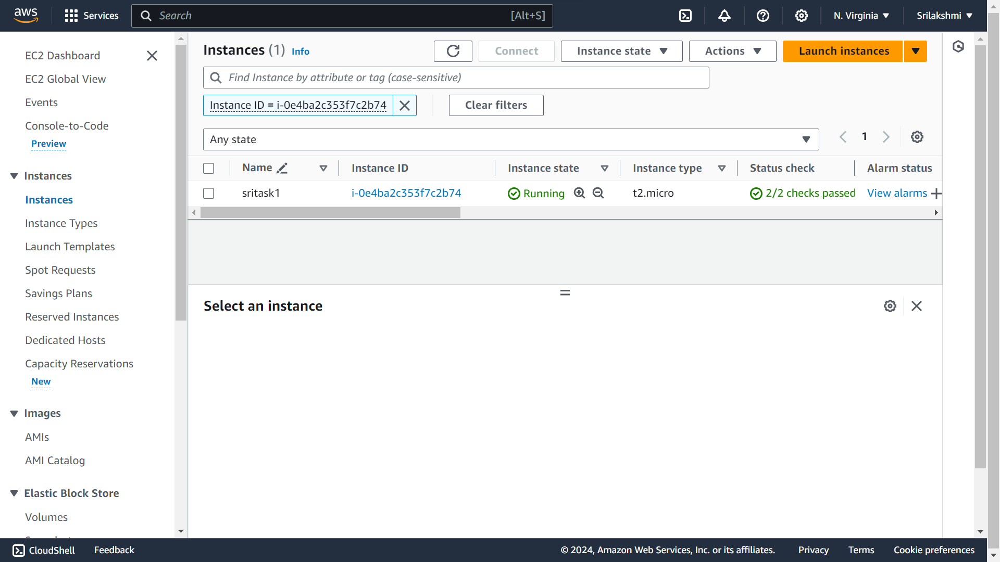 aws
Services
Search
[Alt+S]
N. Virginia
Srilakshmi
EC2 Dashboard
EC2 Global View
Events
Console-to-Code
Preview
Instances
Instances
Instance Types
Launch Templates
Spot Requests
Savings Plans
Reserved Instances
Dedicated Hosts
Capacity Reservations
New
Images
AMIs
AMI Catalog
Elastic Block Store
Volumes
Instances (1) Info
Connect
Instance state
Actions
Launch instances
Find Instance by attribute or tag (case-sensitive)
Instance ID = i-0e4ba2c353f7c2b74
Clear filters
Any state
1
Name Instance ID Instance state Instance type Status check Alarm status
sritask1 i-0e4ba2c353f7c2b74 Running t2.micro 2/2 checks passed View alarms
Select an instance
CloudShell
Feedback
© 2024, Amazon Web Services, Inc. or its affiliates.
Privacy
Terms
Cookie preferences